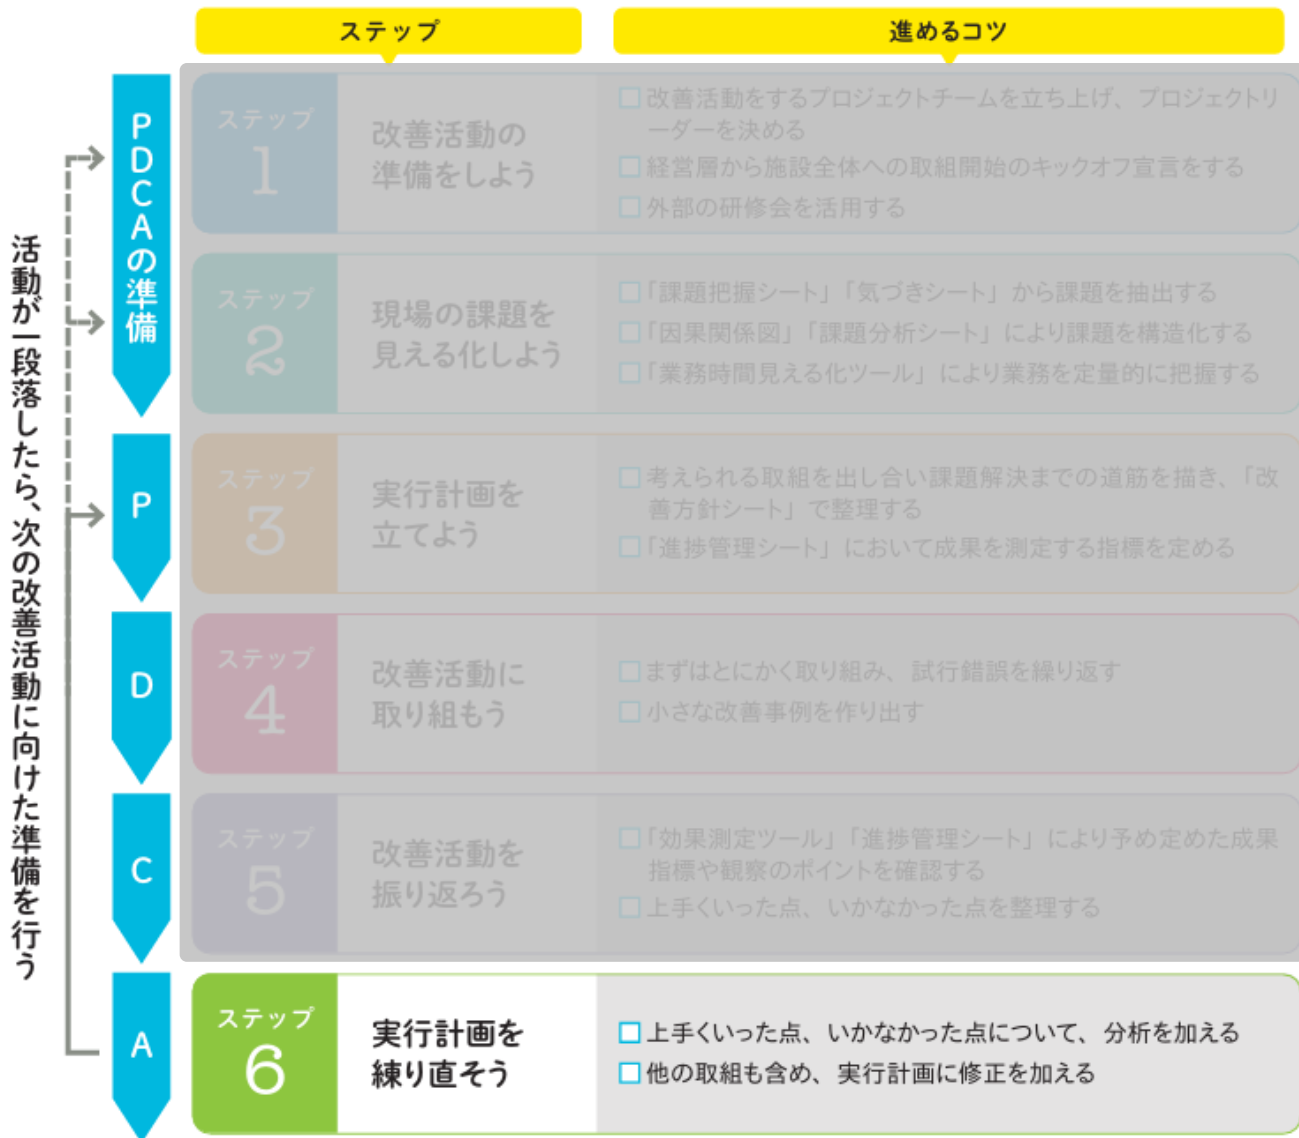 ステップ
進めるコツ
活動が一段落したら、次の改善活動に向けた準備を行う
PDCAの準備
ステップ
1
改善活動の
準備をしよう
□改善活動をするプロジェクトチームを立ち上げ、プロジェクトリ
ーダーを決める
□経営層から施設全体への取組開始のキックオフ宣言をする
□外部の研修会を活用する
ステップ
2
現場の課題を
見える化しよう
□「課題把握シート」「気づきシート」から課題を抽出する
□「因果関係図」「課題分析シート」により課題を構造化する
□「業務時間見える化ツール」により業務を定量的に把握する
P
ステップ
3
実行計画を
立てよう
□考えられる取組を出し合い課題解決までの道筋を描き、「改
善方針シート」で整理する
□「進捗管理シート」において成果を測定する指標を定める
D
ステップ
4
改善活動に
取り組もう
□まずはとにかく取り組み、試行錯誤を繰り返す
□小さな改善事例を作り出す
C
ステップ
5
改善活動を
振り返ろう
□「効果測定ツール」「進捗管理シート」により予め定めた成果
指標や観察のポイントを確認する
□上手くいった点、いかなかった点を整理する
A
ステップ
6
実行計画を
練り直そう
□上手くいった点、いかなかった点について、分析を加える
□他の取組も含め、実行計画に修正を加える